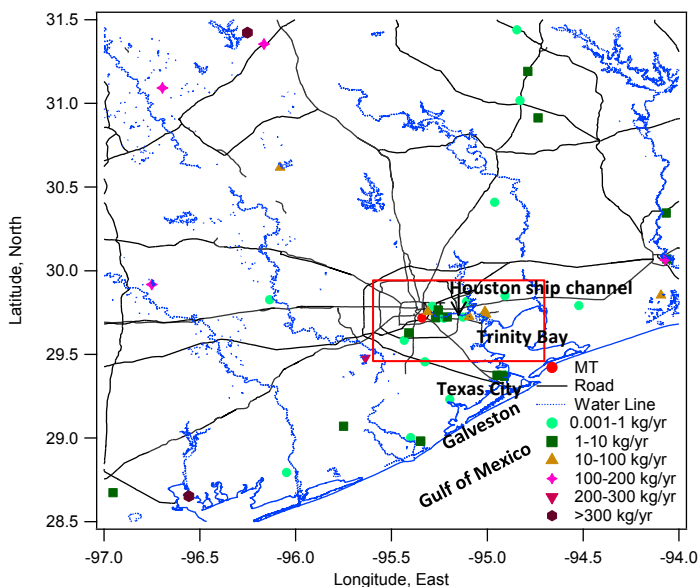 31.5
31.0
30.5
30.0
29.5
29.0
28.5
Latitude, North
Houston ship channel
Trinity Bay
Texas City
Galveston
Gulf of Mexico
MT
Road
Water Line
0.001-1 kg/yr
1-10 kg/yr
10-100 kg/yr
100-200 kg/yr
200-300 kg/yr
>300 kg/yr
-97.0 -96.5 -96.0 -95.5 -95.0 -94.5 -94.0
Longitude, East